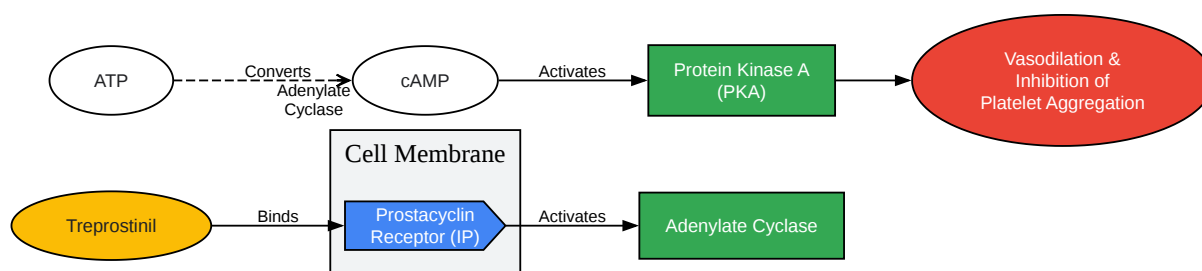 ATP
Converts
Adenylate
Cyclase
cAMP
Activates
Protein Kinase A
(PKA)
Vasodilation &
Inhibition of
Platelet Aggregation
Cell Membrane
Treprostinil
Binds
Prostacyclin
Receptor (IP)
Activates
Adenylate Cyclase